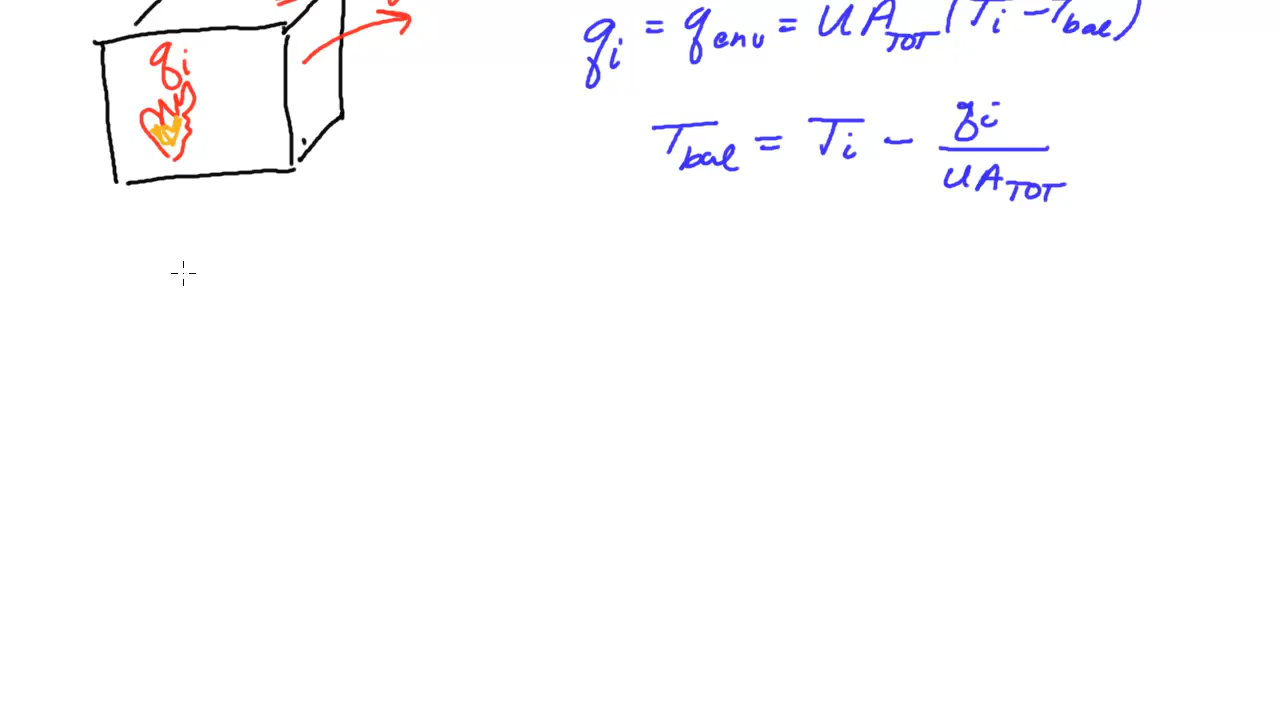 qi
qi = qenv = UATOT (Ti - Tbal)
Tbal = Ti - qi / UATOT